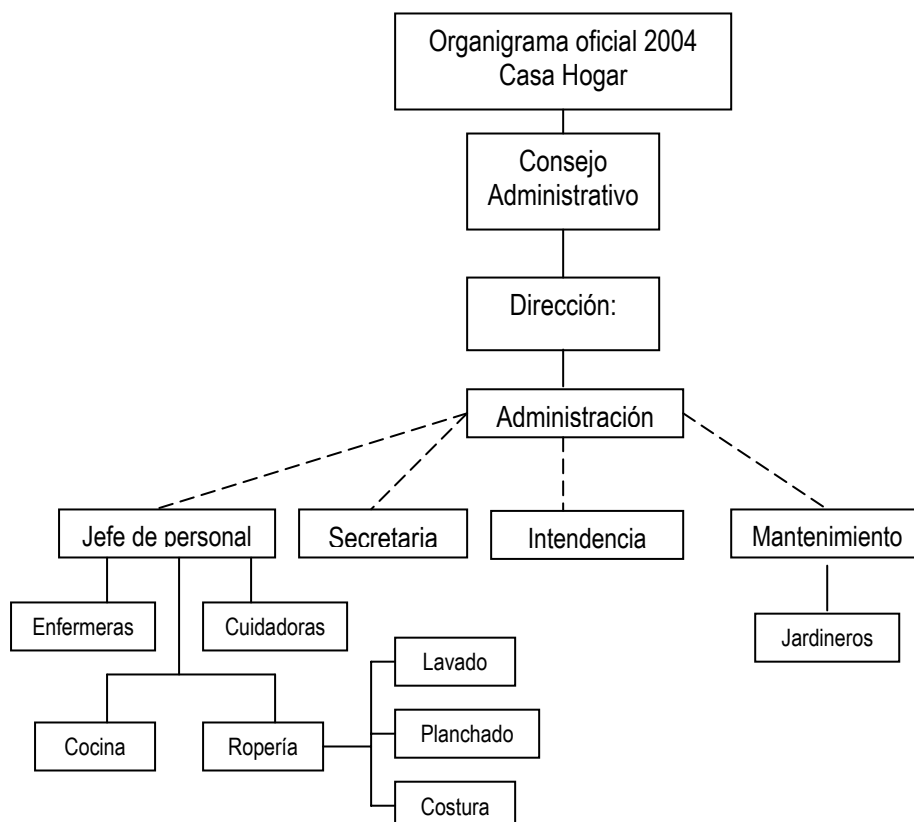 Organigrama oficial 2004
Casa Hogar
Consejo
Administrativo
Dirección:
Administración
Jefe de personal
Secretaria
Intendencia
Mantenimiento
Enfermeras
Cuidadoras
Jardineros
Lavado
Cocina
Ropería
Planchado
Costura